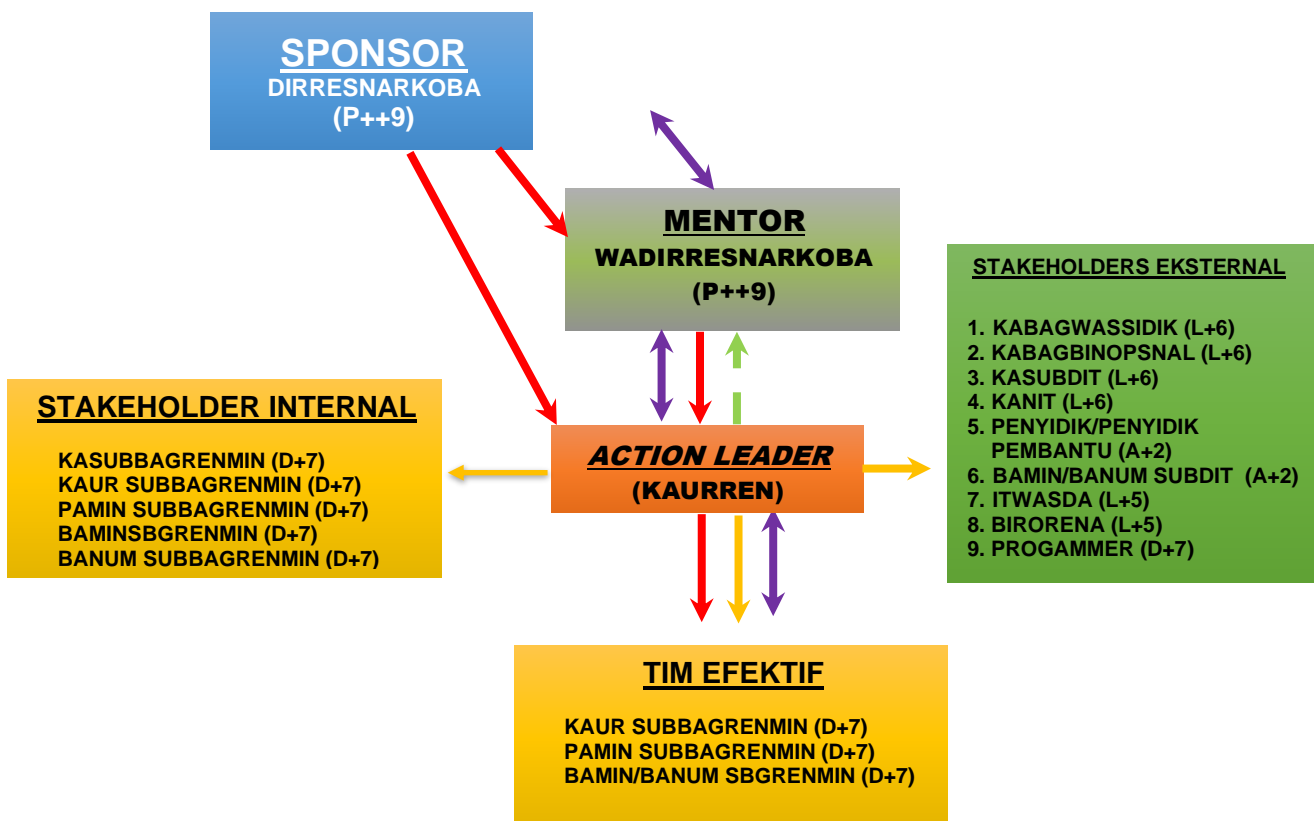 SPONSOR
DIRRESNARKOBA
(P++9)
MENTOR
WADIRRESNARKOBA
(P++9)
STAKEHOLDERS EKSTERNAL
1. KABAGWASSIDIK (L+6)
2. KABAGBINOPSNAL (L+6)
3. KASUBDIT (L+6)
4. KANIT (L+6)
5. PENYIDIK/PENYIDIK
PEMBANTU (A+2)
6. BAMIN/BANUM SUBDIT (A+2)
7. ITWASDA (L+5)
8. BIRORENA (L+5)
9. PROGAMMER (D+7)
STAKEHOLDER INTERNAL
KASUBBAGRENMIN (D+7)
KAUR SUBBAGRENMIN (D+7)
PAMIN SUBBAGRENMIN (D+7)
BAMINSBGRENMIN (D+7)
BANUM SUBBAGRENMIN (D+7)
ACTION LEADER
(KAURREN)
TIM EFEKTIF
KAUR SUBBAGRENMIN (D+7)
PAMIN SUBBAGRENMIN (D+7)
BAMIN/BANUM SBGRENMIN (D+7)